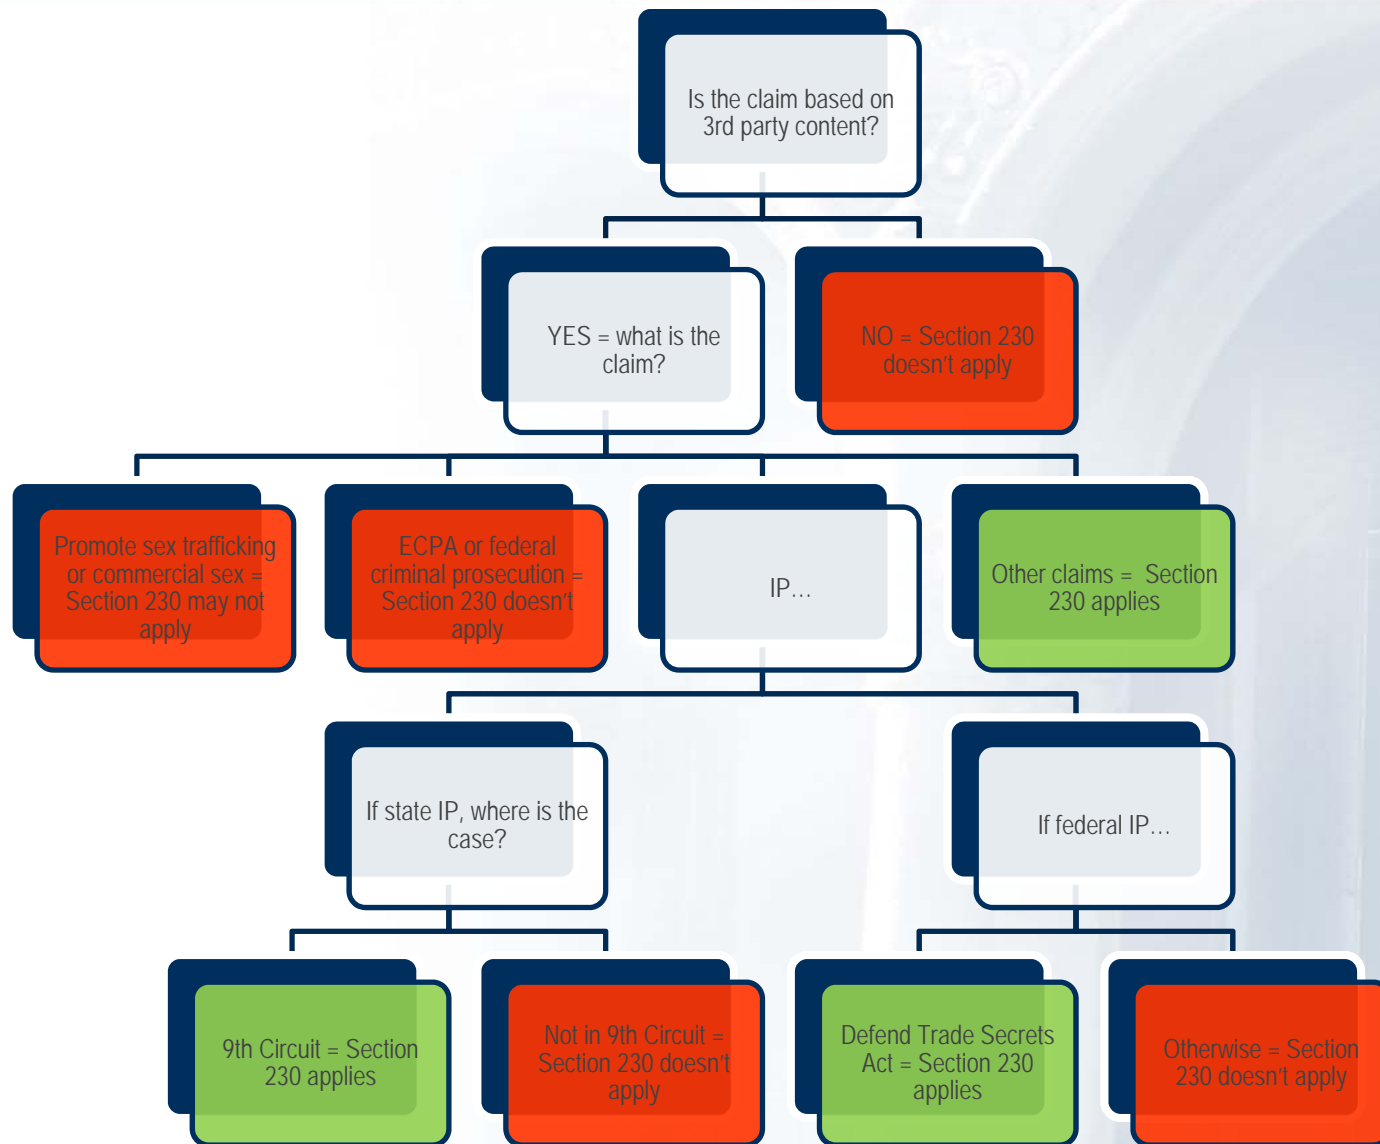 Is the claim based on
3rd party content?
YES = what is the
claim?
NO = Section 230
doesn't apply
Promote sex trafficking
or commercial sex =
Section 230 may not
apply
ECPA or federal
criminal prosecution =
Section 230 doesn't
apply
IP…
Other claims = Section
230 applies
If state IP, where is the
case?
If federal IP…
9th Circuit = Section
230 applies
Not in 9th Circuit =
Section 230 doesn't
apply
Defend Trade Secrets
Act = Section 230
applies
Otherwise = Section
230 doesn't apply